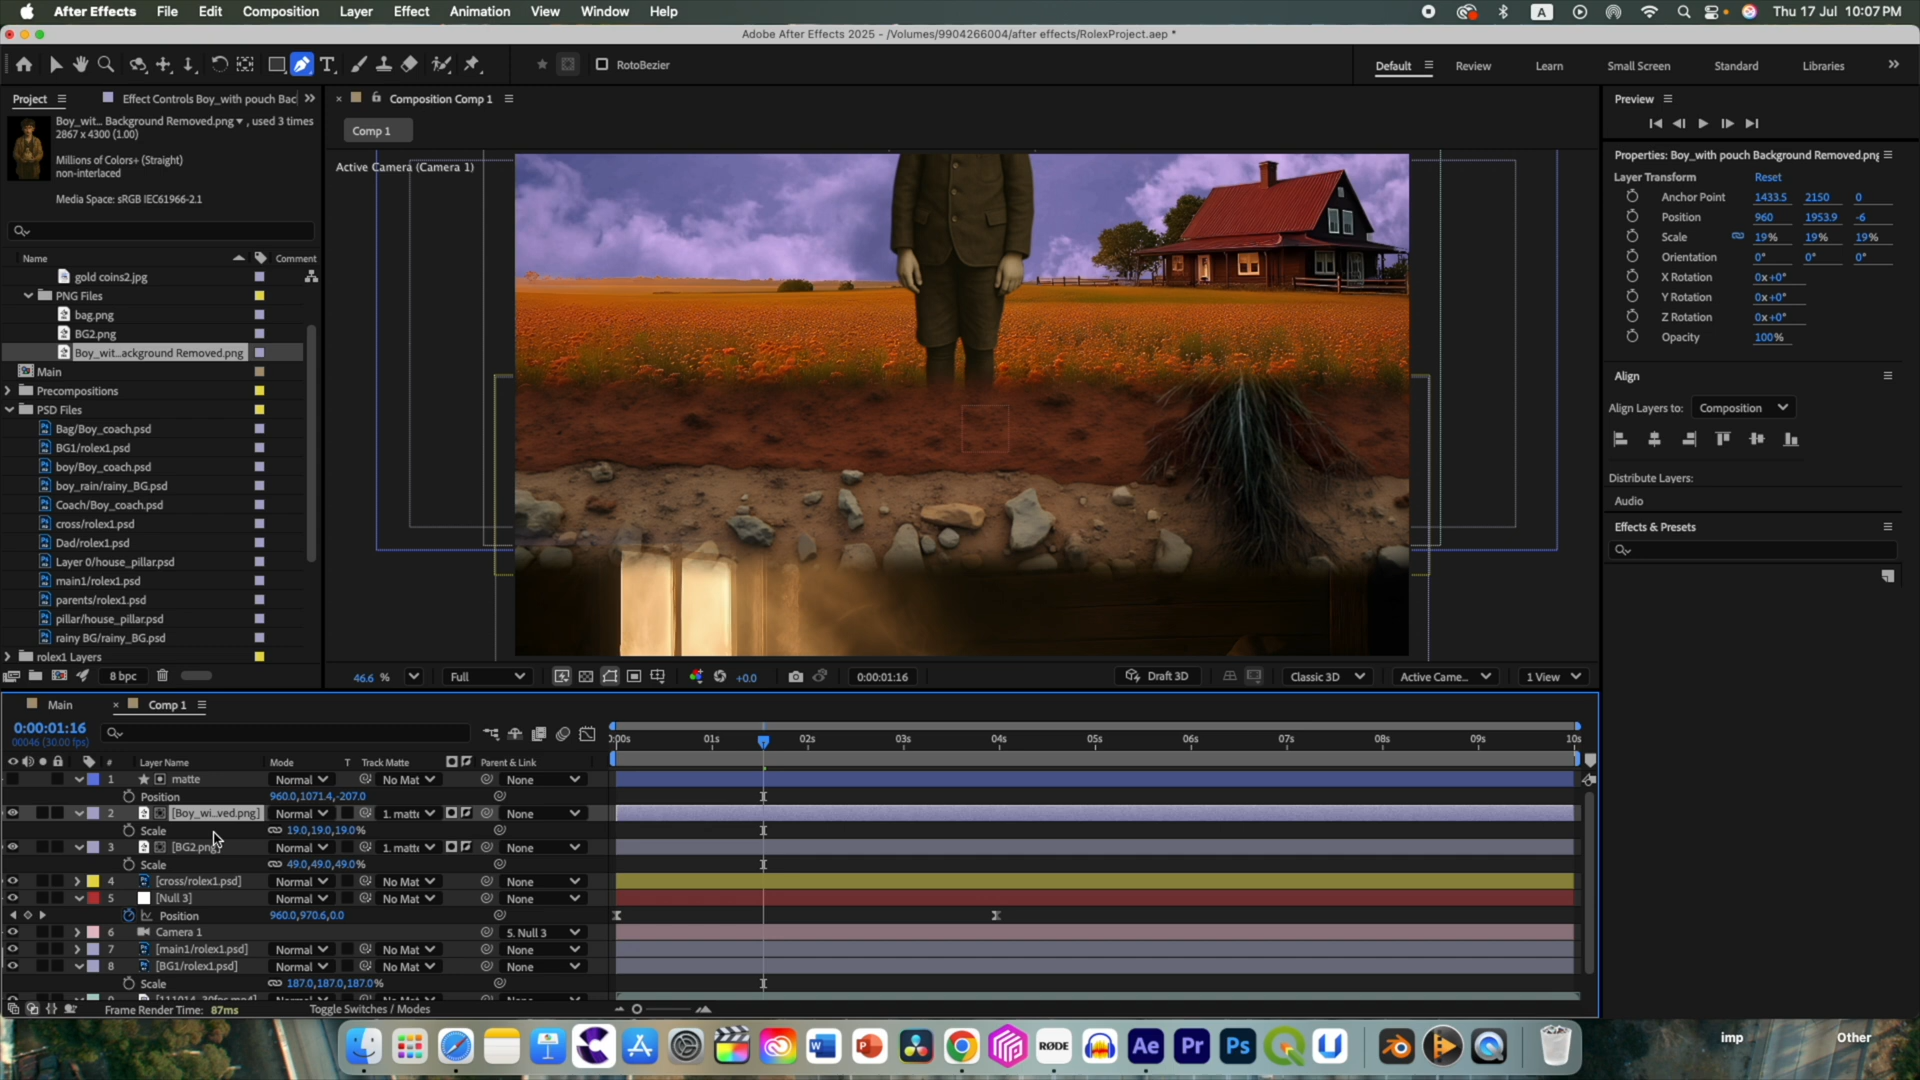 After Effects File Edit Composition Layer Effect Animation View Window Help A Thu 17 Jul 10:07 PM
Adobe After Effects 2025 - /Volumes/9904266004/after effects/RolexProject.aep *
RotoBezier Default Review Learn Small Screen Standard Libraries
Project Effect Controls Boy_with pouch Bac
Composition Comp 1
Preview
Boy_wit... Background Removed.png , used 3 times
2867 x 4300 (1.00)
Comp 1
Millions of Colors+ (Straight)
non-interlaced
Active Camera (Camera 1)
Properties: Boy_with pouch Background Removed.png
Layer Transform Reset
Media Space: sRGB IEC61966-2.1
Anchor Point 1433.5 2150 0
Position 960 1953.9 -6
Scale 19% 19% 19%
Orientation 0° 0° 0°
X Rotation 0x+0°
Y Rotation 0x+0°
Z Rotation 0x+0°
Opacity 100%
Name Comment
gold coins2.jpg
PNG Files
bag.png
BG2.png
Boy_wit...ackground Removed.png
Main
Precompositions
PSD Files
Bag/Boy_coach.psd
BG1/rolex1.psd
boy/Boy_coach.psd
boy_rain/rainy_BG.psd
Coach/Boy_coach.psd
cross/rolex1.psd
Dad/rolex1.psd
Layer 0/house_pillar.psd
main1/rolex1.psd
parents/rolex1.psd
pillar/house_pillar.psd
rainy BG/rainy_BG.psd
rolex1 Layers
Align
Align Layers to: Composition
Distribute Layers:
Audio
Effects & Presets
8 bpc
46.6 % Full +0.0 0:00:01:16 Draft 3D Classic 3D Active Came... 1 View
Main Comp 1
0:00:01:16
00046 (30.00 fps)
:00s 01s 02s 03s 04s 05s 06s 07s 08s 09s 10s
# Layer Name Mode T Track Matte Parent & Link
1 matte Normal No Mat None
Position 960.0,1071.4,-207.0
2 [Boy_wi...ved.png] Normal 1. matte None
Scale 19.0,19.0,19.0%
3 [BG2.png] Normal 1. matte None
Scale 49.0,49.0,49.0%
4 [cross/rolex1.psd] Normal No Mat None
5 [Null 3] Normal No Mat None
Position 960.0,970.6,0.0
6 Camera 1 5. Null 3
7 [main1/rolex1.psd] Normal No Mat None
8 [BG1/rolex1.psd] Normal No Mat None
Scale 187.0,187.0,187.0%
Frame Render Time: 87ms Toggle Switches / Modes
RØDE Ae Pr Ps
imp Other